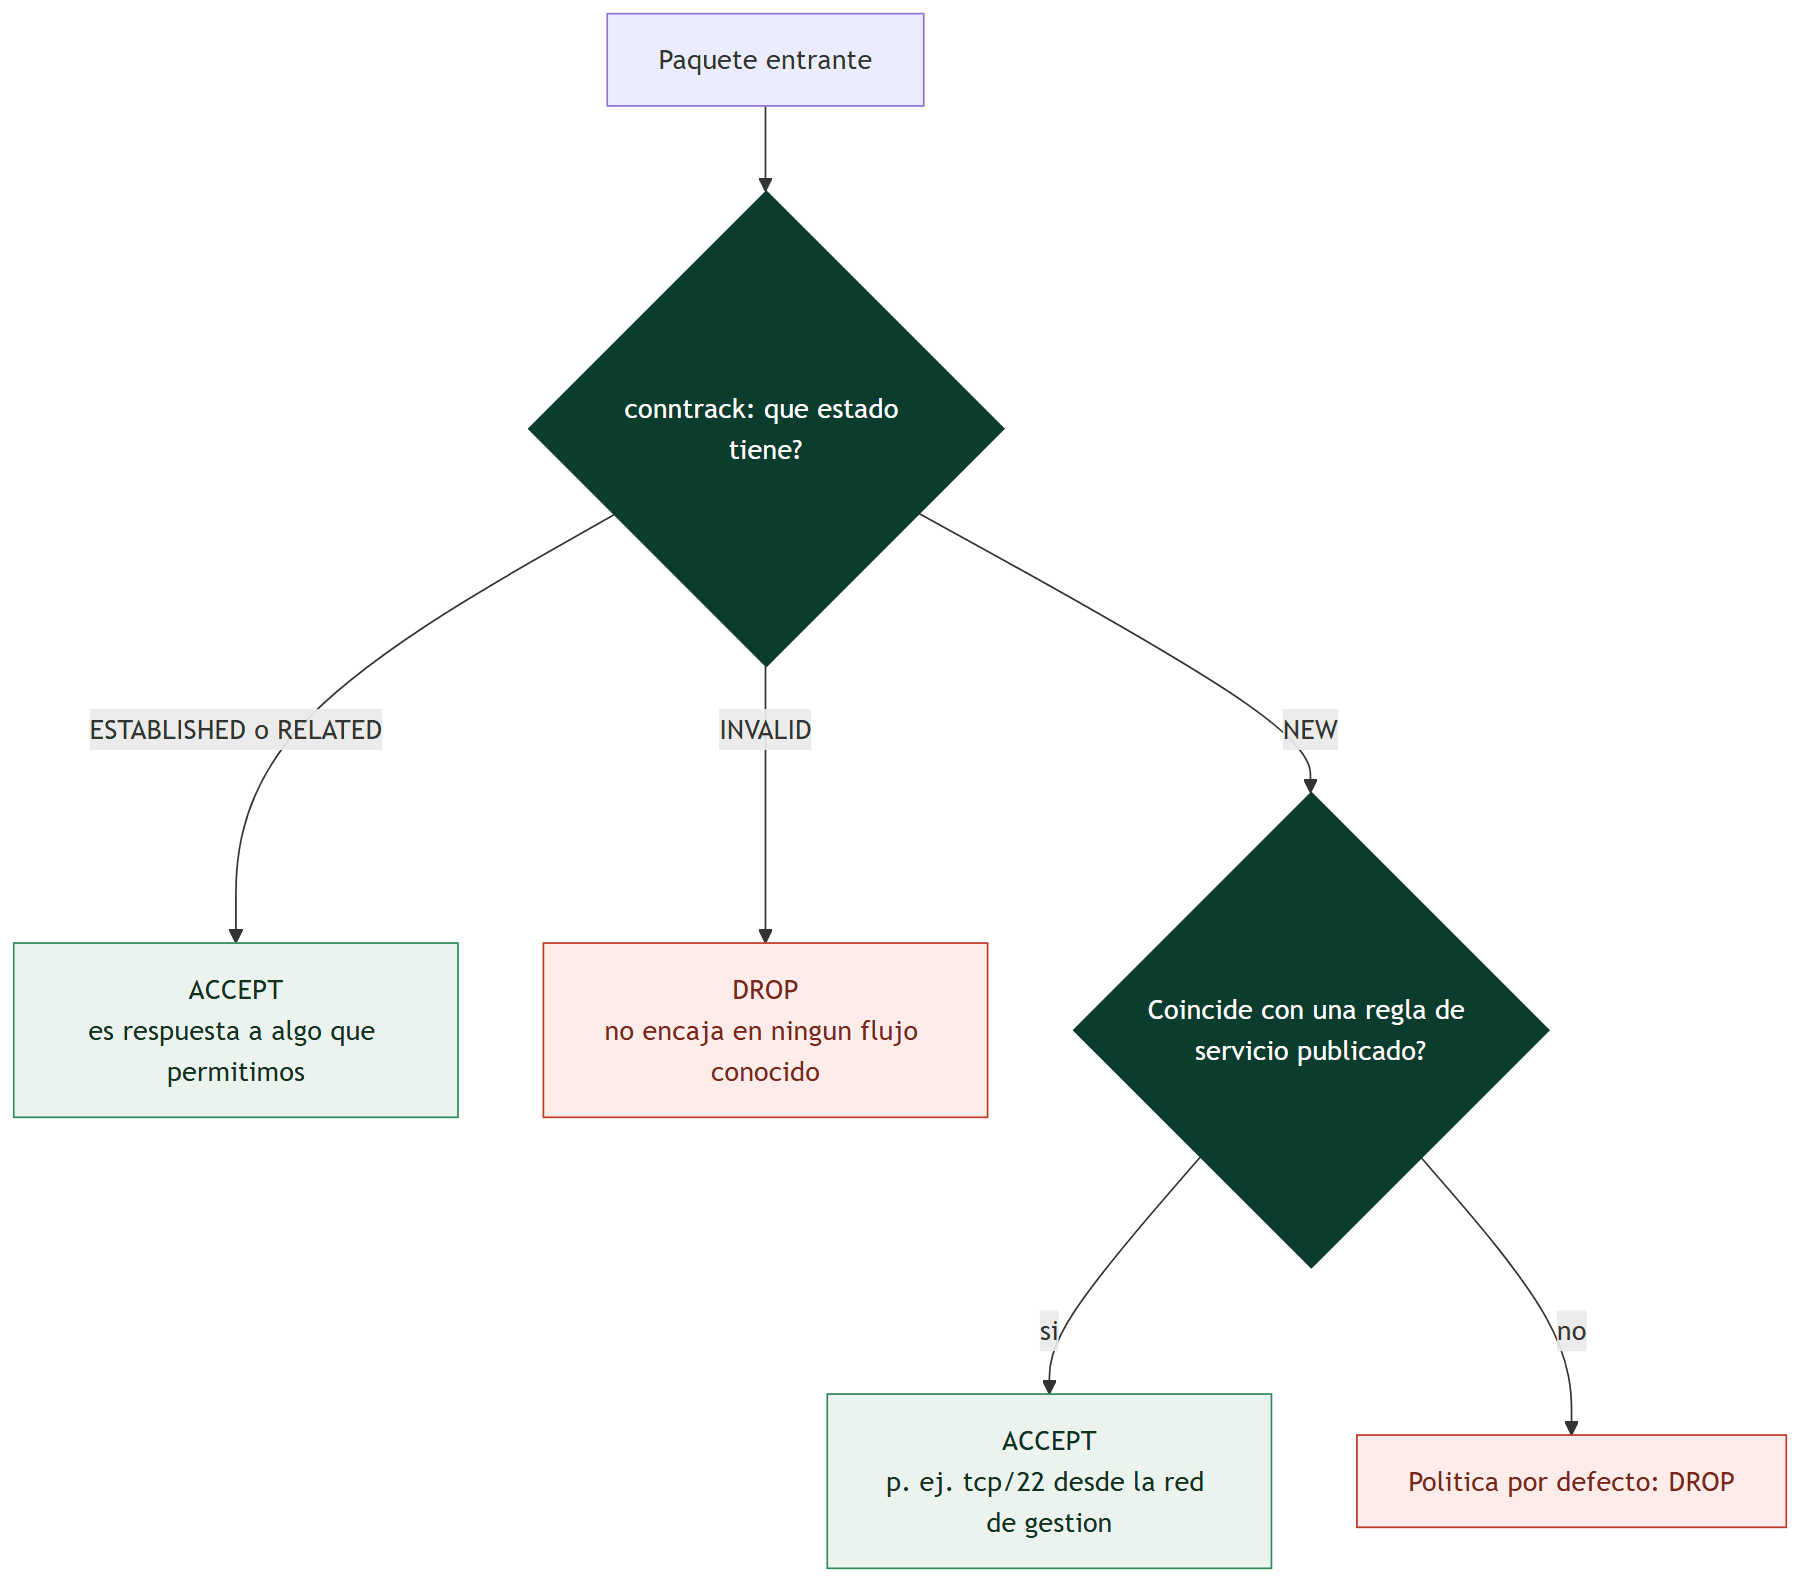 Paquete entrante
conntrack: que estado
tiene?
ESTABLISHED o RELATED
INVALID
NEW
ACCEPT
es respuesta a algo que
permitimos
DROP
no encaja en ningun flujo
conocido
Coincide con una regla de
servicio publicado?
si
no
ACCEPT
p. ej. tcp/22 desde la red
de gestion
Politica por defecto: DROP